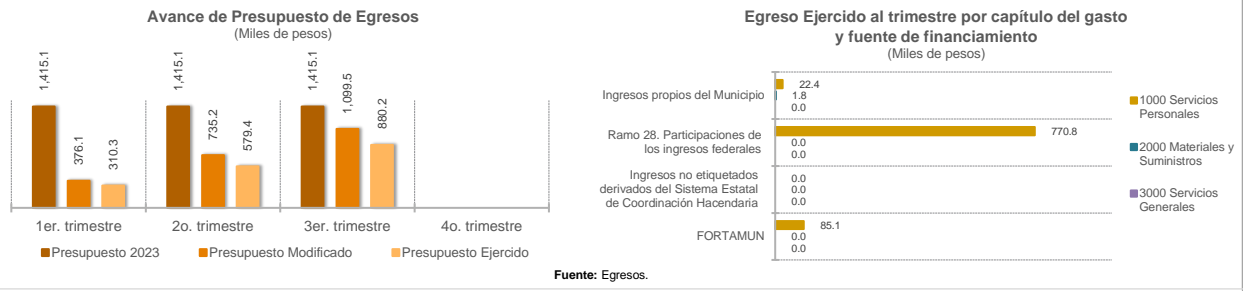 Avance de Presupuesto de Egresos
(Miles de pesos)
1,415.1
376.1
310.3
1,415.1
735.2
579.4
1,415.1
1,099.5
880.2
1er. trimestre
2o. trimestre
3er. trimestre
4o. trimestre
Presupuesto 2023
Presupuesto Modificado
Presupuesto Ejercido
Egreso Ejercido al trimestre por capítulo del gasto
y fuente de financiamiento
(Miles de pesos)
Ingresos propios del Municipio
22.4
1.8
0.0
Ramo 28. Participaciones de
los ingresos federales
770.8
0.0
0.0
Ingresos no etiquetados
derivados del Sistema Estatal
de Coordinación Hacendaria
0.0
0.0
0.0
FORTAMUN
85.1
0.0
0.0
1000 Servicios
Personales
2000 Materiales y
Suministros
3000 Servicios
Generales
Fuente: Egresos.